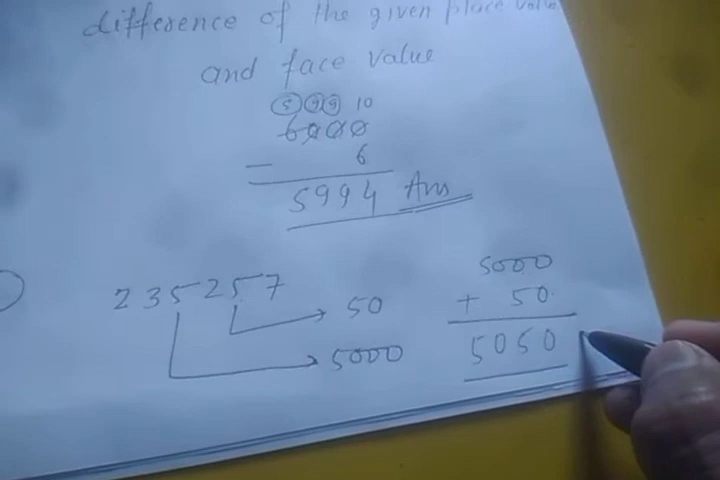 difference of the given place value
and face value
5 9 9 10
6000
- 6
5994 Ans
235257
50
5000
5000
+ 50
5050